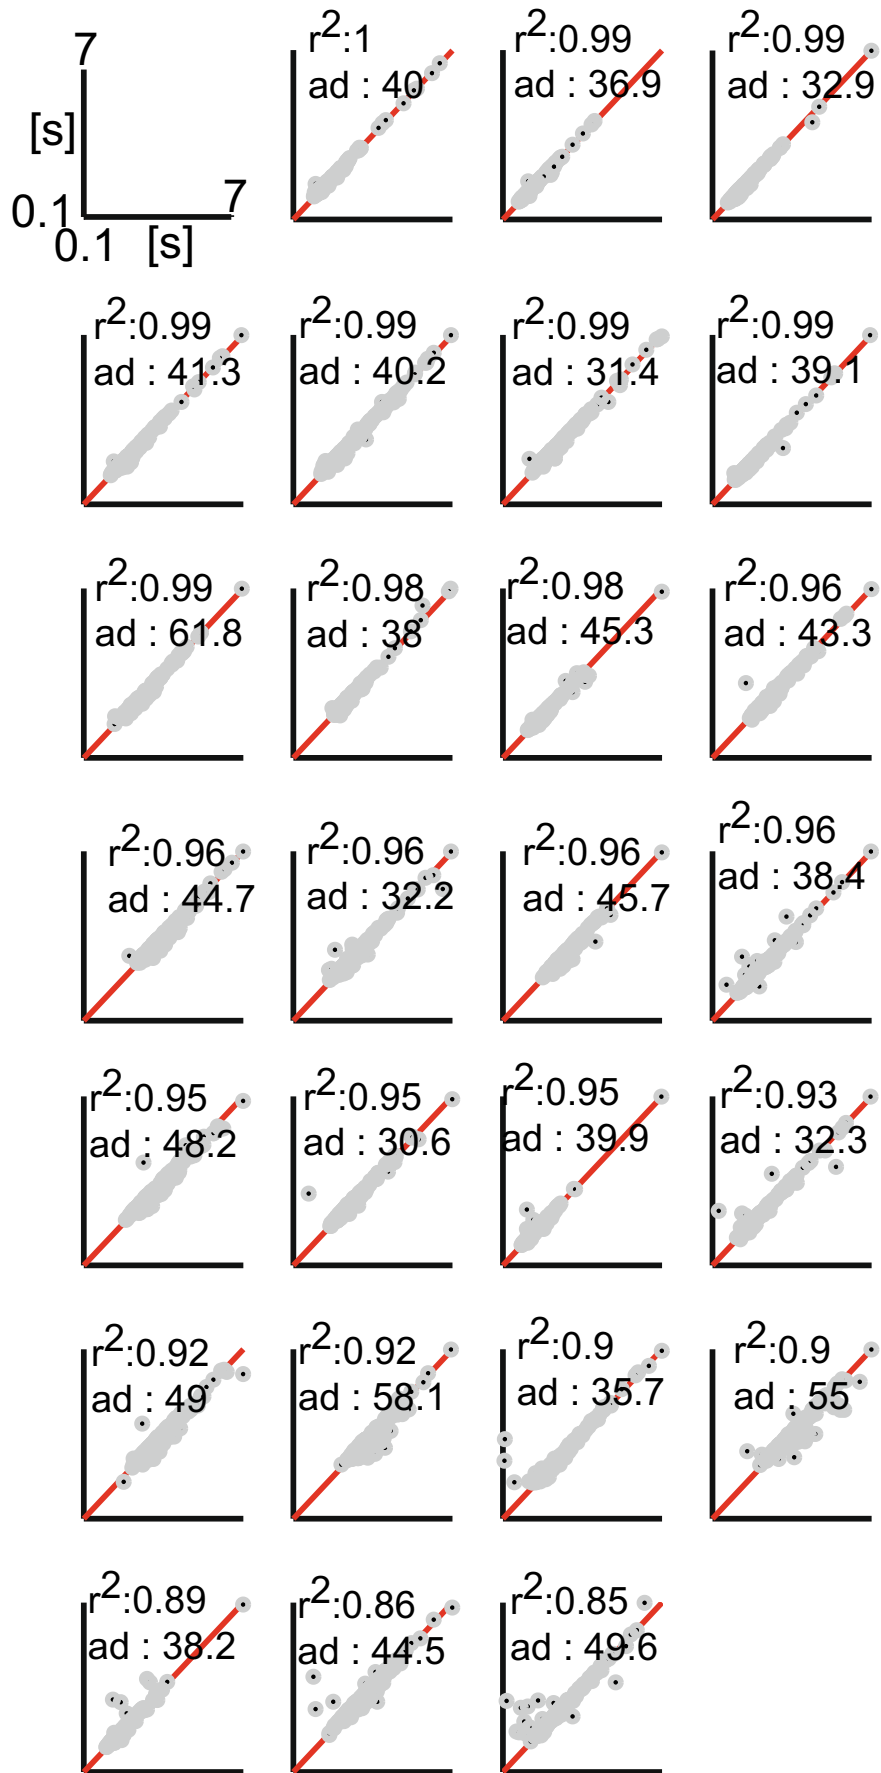 7
[s]
0.1
7
0.1 [s]
r2:1
ad : 40
r2:0.99
ad : 36.9
r2:0.99
ad : 32.9
r2:0.99
ad : 41.3
r2:0.99
ad : 40.2
r2:0.99
ad : 31.4
r2:0.99
ad : 39.1
r2:0.99
ad : 61.8
r2:0.98
ad : 38
r2:0.98
ad : 45.3
r2:0.96
ad : 43.3
r2:0.96
ad : 44.7
r2:0.96
ad : 32.2
r2:0.96
ad : 45.7
r2:0.96
ad : 38.4
r2:0.95
ad : 48.2
r2:0.95
ad : 30.6
r2:0.95
ad : 39.9
r2:0.93
ad : 32.3
r2:0.92
ad : 49
r2:0.92
ad : 58.1
r2:0.9
ad : 35.7
r2:0.9
ad : 55
r2:0.89
ad : 38.2
r2:0.86
ad : 44.5
r2:0.85
ad : 49.6